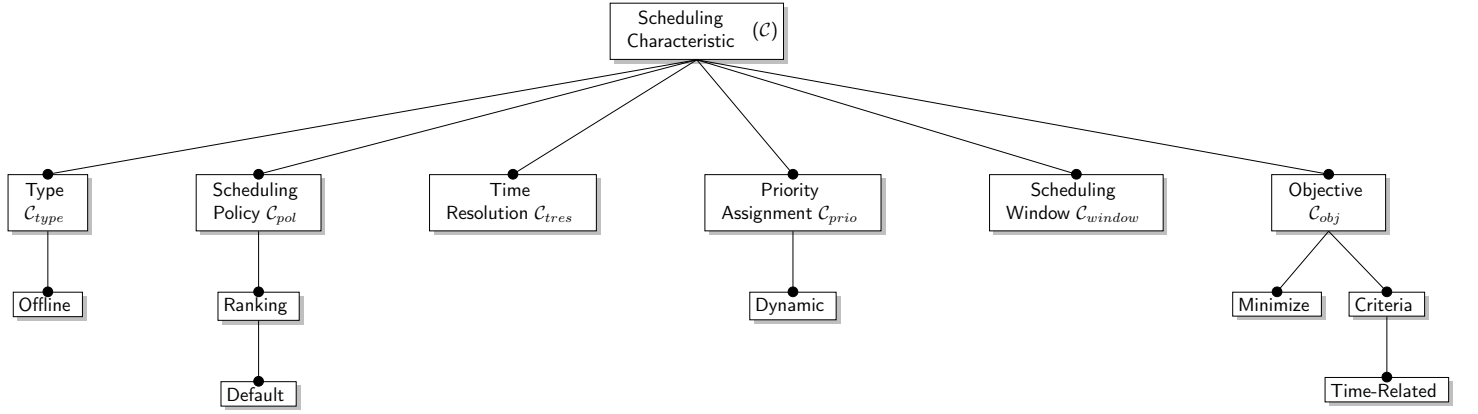 Scheduling
Characteristic (𝒞)
Type
𝒞type
Scheduling
Policy 𝒞pol
Time
Resolution 𝒞tres
Priority
Assignment 𝒞prio
Scheduling
Window 𝒞window
Objective
𝒞obj
Offline
Ranking
Dynamic
Minimize
Criteria
Default
Time-Related